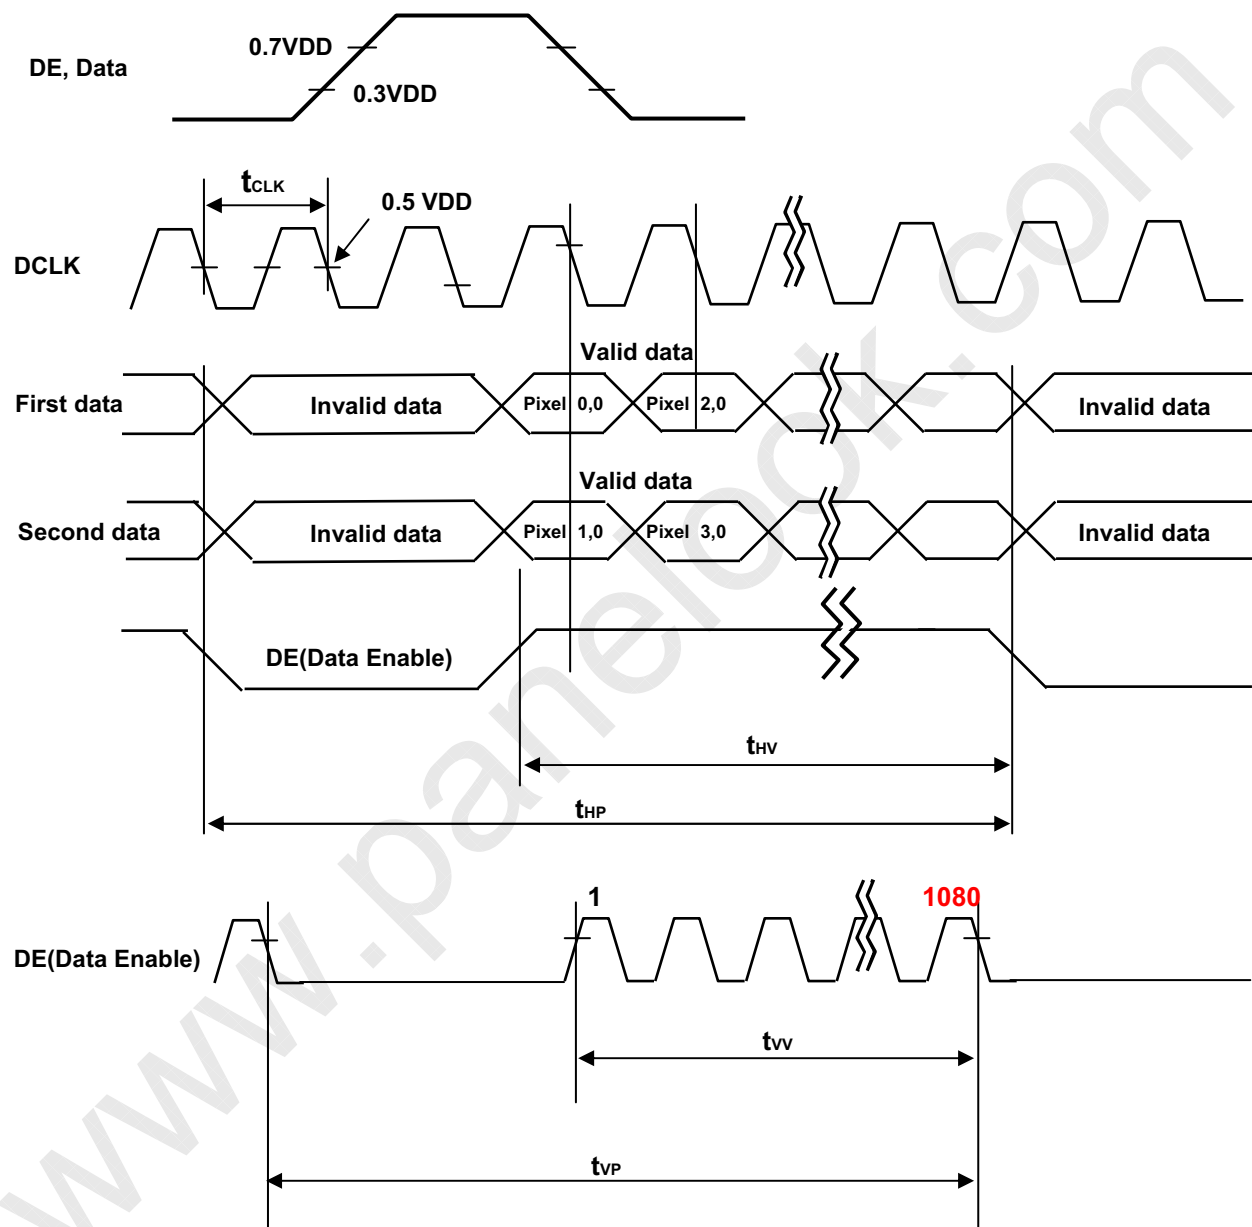 0.7VDD
DE, Data
0.3VDD
tCLK
0.5 VDD
DCLK
Valid data
First data
Invalid data
Pixel 0,0
Pixel 2,0
Invalid data
Valid data
Second data
Invalid data
Pixel 1,0
Pixel 3,0
Invalid data
DE(Data Enable)
tHV
tHP
1
1080
DE(Data Enable)
tVV
tVP
www.panelook.com